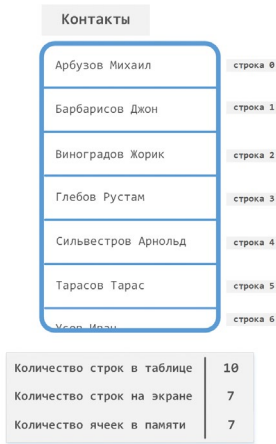 Контакты
Арбузов Михаил
строка 0
Барбарисов Джон
строка 1
Виноградов Жорик
строка 2
Глебов Рустам
строка 3
Сильвестров Арнольд
строка 4
Тарасов Тарас
строка 5
строка 6
Количество строк в таблице 10
Количество строк на экране 7
Количество ячеек в памяти 7